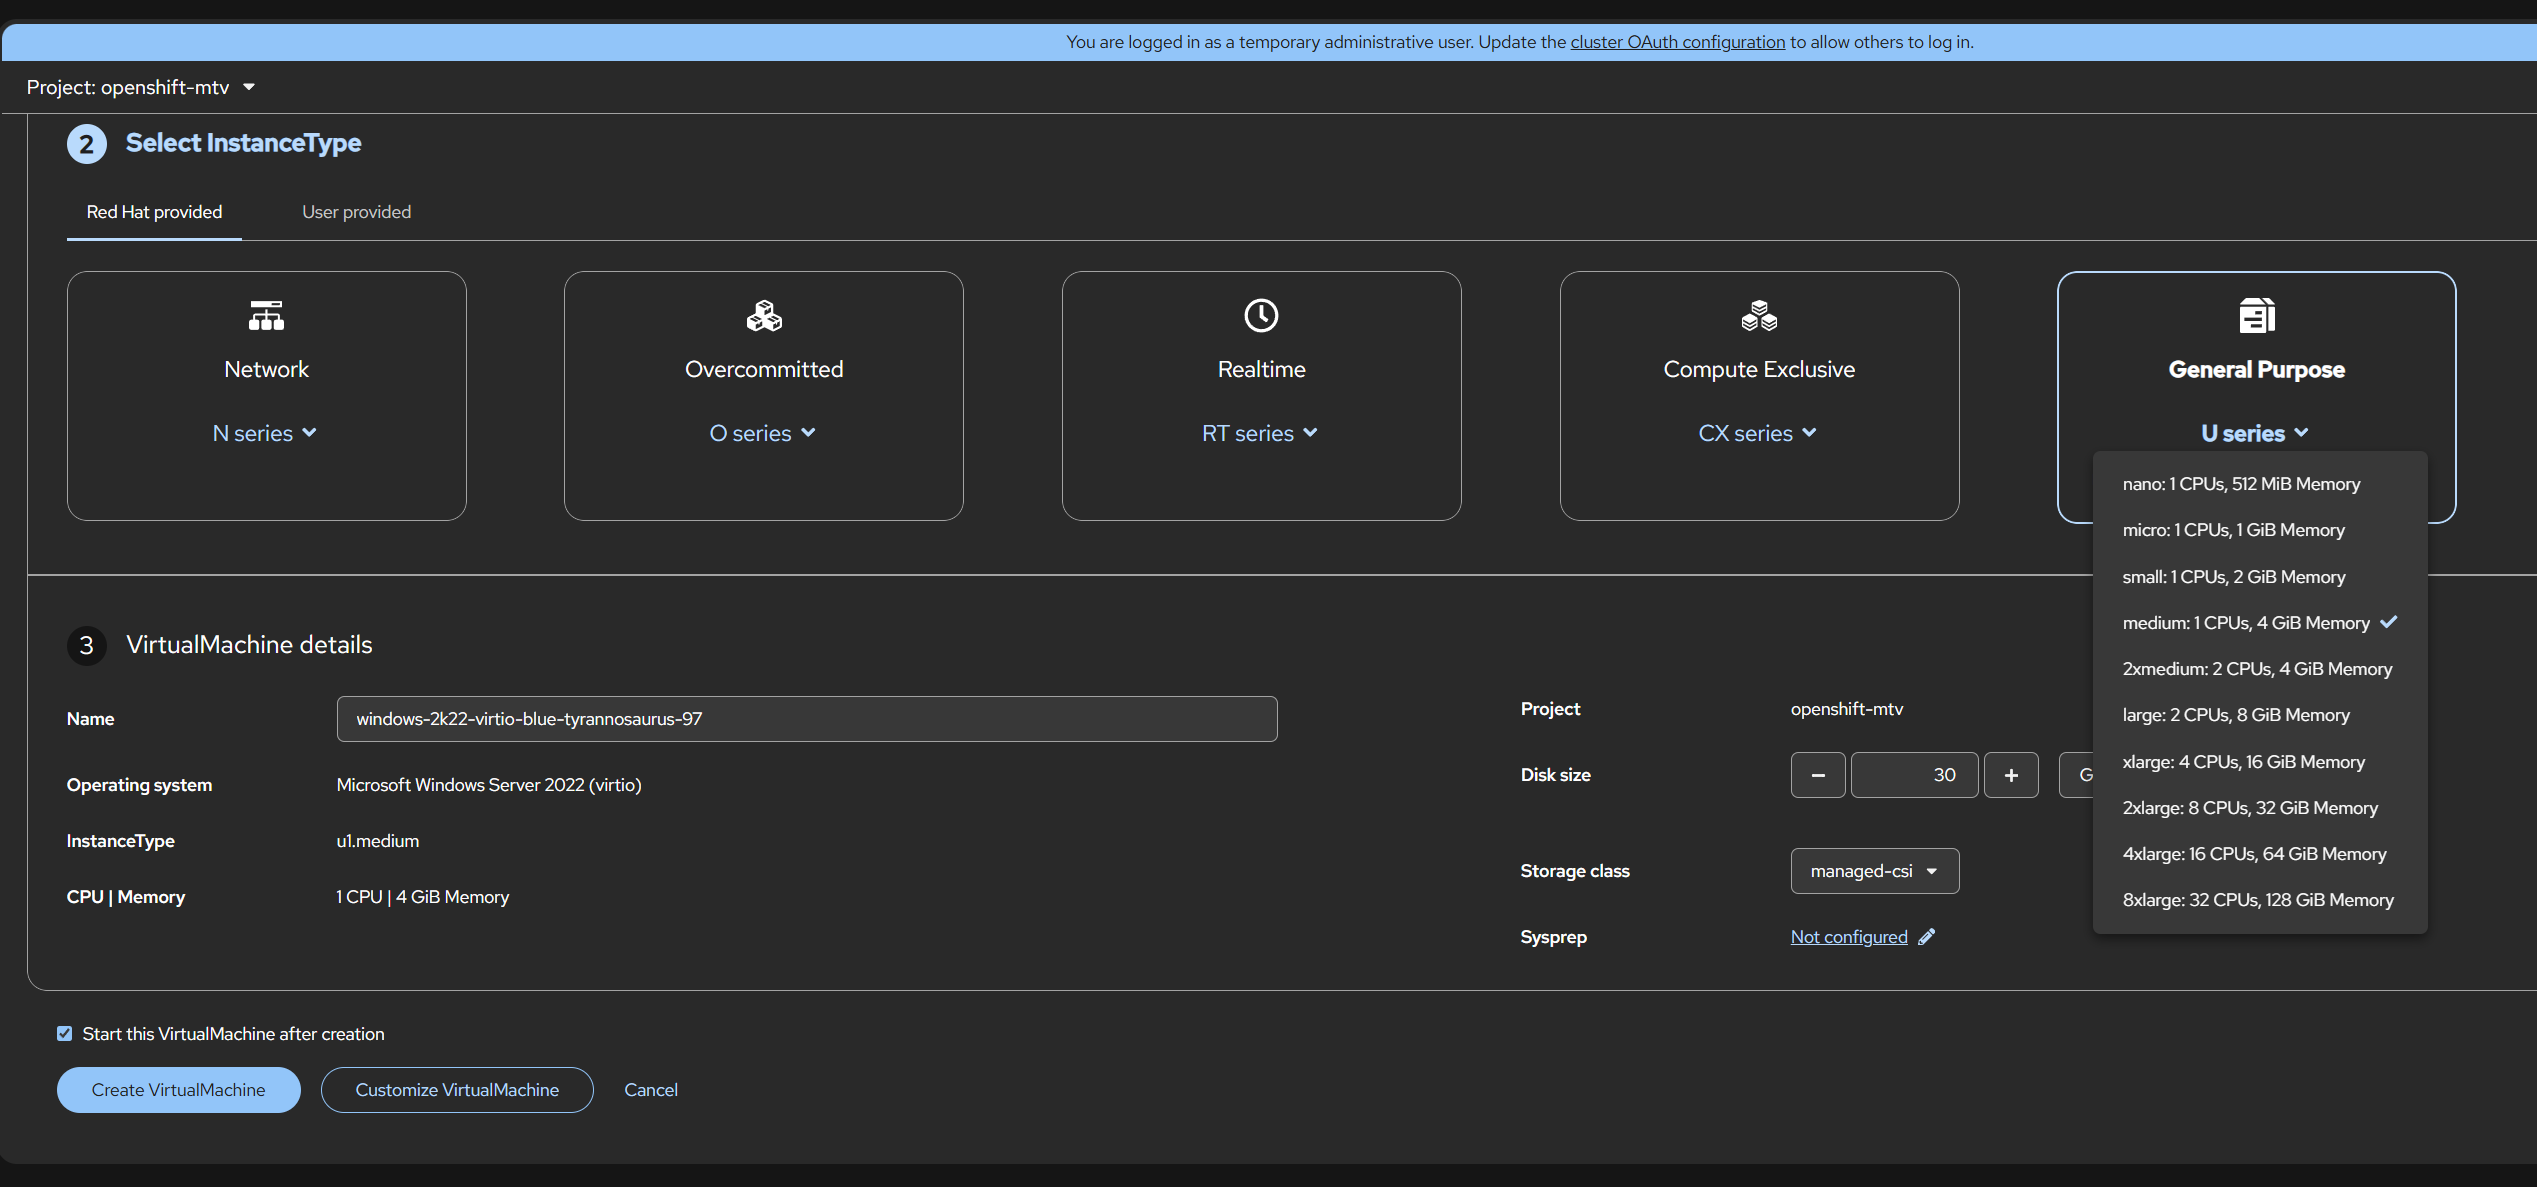 You are logged in as a temporary administrative user. Update the cluster OAuth configuration to allow others to log in.
Project: openshift-mtv
2 Select InstanceType
Red Hat provided
User provided
Network
N series
Overcommitted
O series
Realtime
RT series
Compute Exclusive
CX series
General Purpose
U series
nano: 1 CPUs, 512 MiB Memory
micro: 1 CPUs, 1 GiB Memory
small: 1 CPUs, 2 GiB Memory
medium: 1 CPUs, 4 GiB Memory
2xmedium: 2 CPUs, 4 GiB Memory
large: 2 CPUs, 8 GiB Memory
xlarge: 4 CPUs, 16 GiB Memory
2xlarge: 8 CPUs, 32 GiB Memory
4xlarge: 16 CPUs, 64 GiB Memory
8xlarge: 32 CPUs, 128 GiB Memory
3 VirtualMachine details
Name windows-2k22-virtio-blue-tyrannosaurus-97
Operating system Microsoft Windows Server 2022 (virtio)
InstanceType u1.medium
CPU | Memory 1 CPU | 4 GiB Memory
Project openshift-mtv
Disk size − 30 +
Storage class managed-csi
Sysprep Not configured
Start this VirtualMachine after creation
Create VirtualMachine
Customize VirtualMachine
Cancel